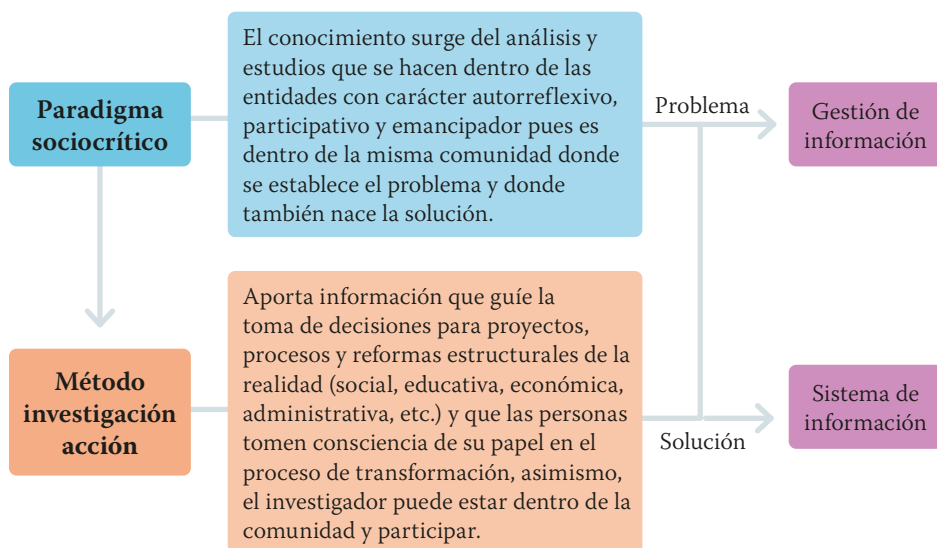 Paradigma
sociocrítico
El conocimiento surge del análisis y
estudios que se hacen dentro de las
entidades con carácter autorreflexivo,
participativo y emancipador pues es
dentro de la misma comunidad donde
se establece el problema y donde
también nace la solución.
Problema
Gestión de
información
Método
investigación
acción
Aporta información que guíe la
toma de decisiones para proyectos,
procesos y reformas estructurales de la
realidad (social, educativa, económica,
administrativa, etc.) y que las personas
tomen consciencia de su papel en el
proceso de transformación, asimismo,
el investigador puede estar dentro de la
comunidad y participar.
Solución
Sistema de
información